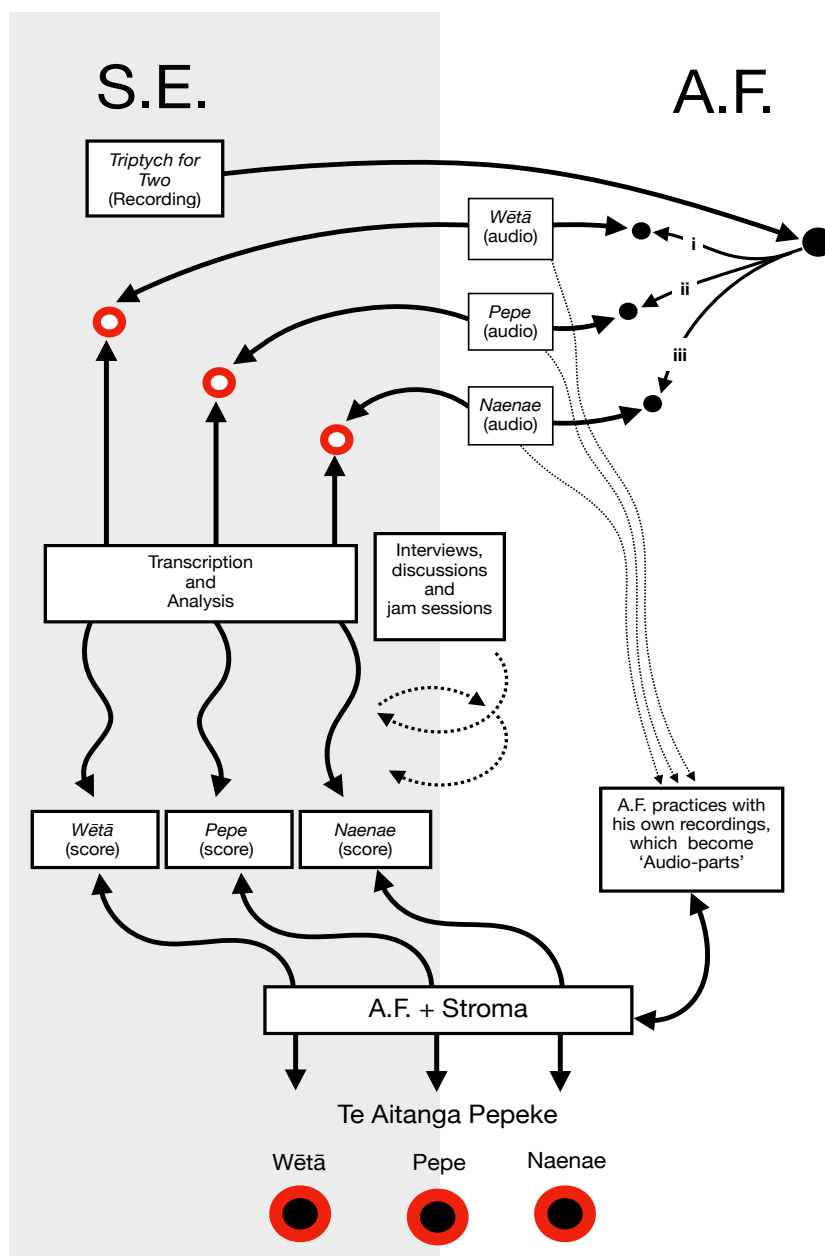 S.E.
A.F.
Triptych for
Two
(Recording)
Wētā
(audio)
i
Pepe
(audio)
ii
iii
Naenae
(audio)
Transcription
and
Analysis
Interviews,
discussions
and
jam sessions
Wētā
(score)
Pepe
(score)
Naenae
(score)
A.F. practices with
his own recordings,
which become
‘Audio-parts’
A.F. + Stroma
Te Aitanga Pepeke
Wētā
Pepe
Naenae